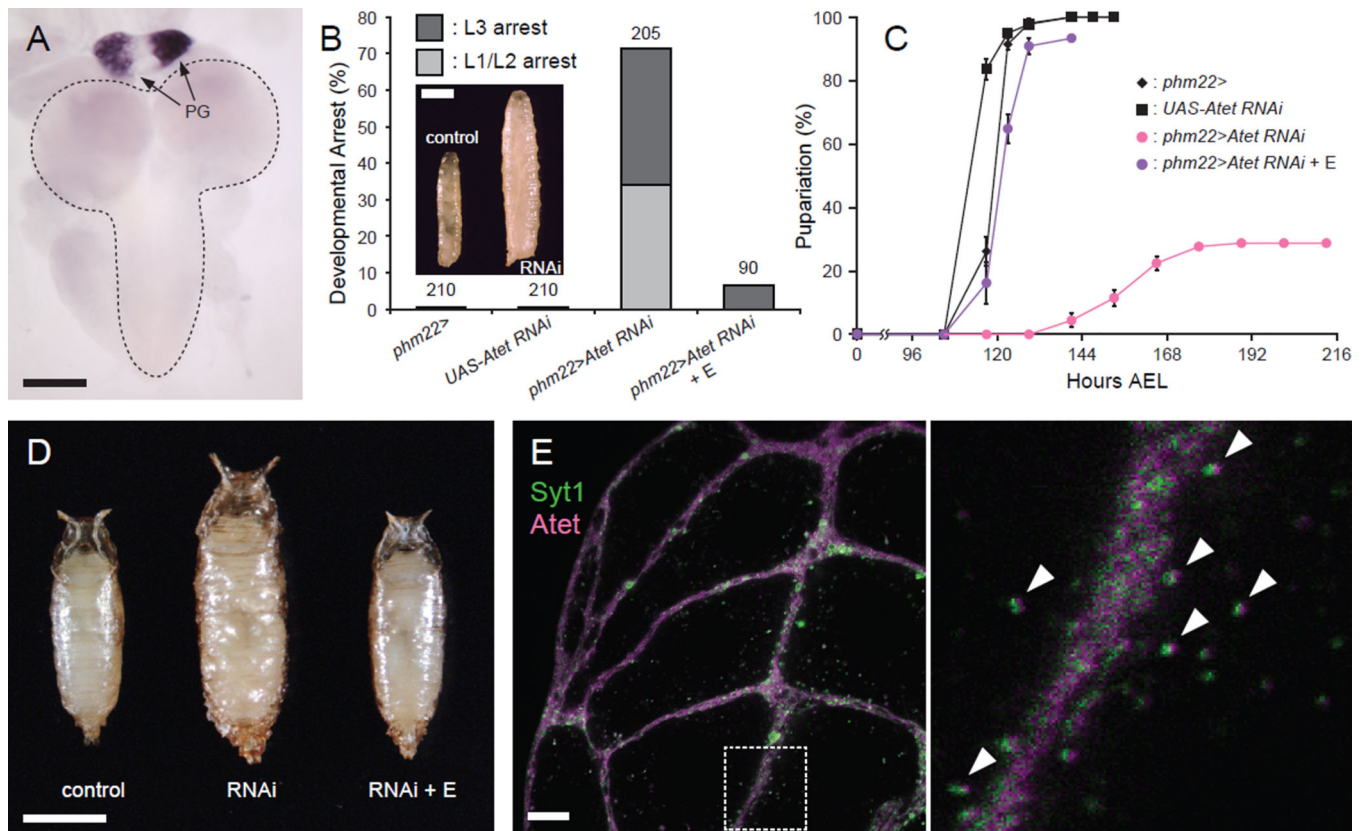 A
PG
B
Developmental Arrest (%)
80
70
60
50
40
30
20
10
0
: L3 arrest
: L1/L2 arrest
control
RNAi
210
210
205
90
phm22>
UAS-Atet RNAi
phm22>Atet RNAi
phm22>Atet RNAi
+ E
C
Pupariation (%)
100
80
60
40
20
0
: phm22>
: UAS-Atet RNAi
: phm22>Atet RNAi
: phm22>Atet RNAi + E
0
96
120
144
168
192
216
Hours AEL
D
control
RNAi
RNAi + E
E
Syt1
Atet